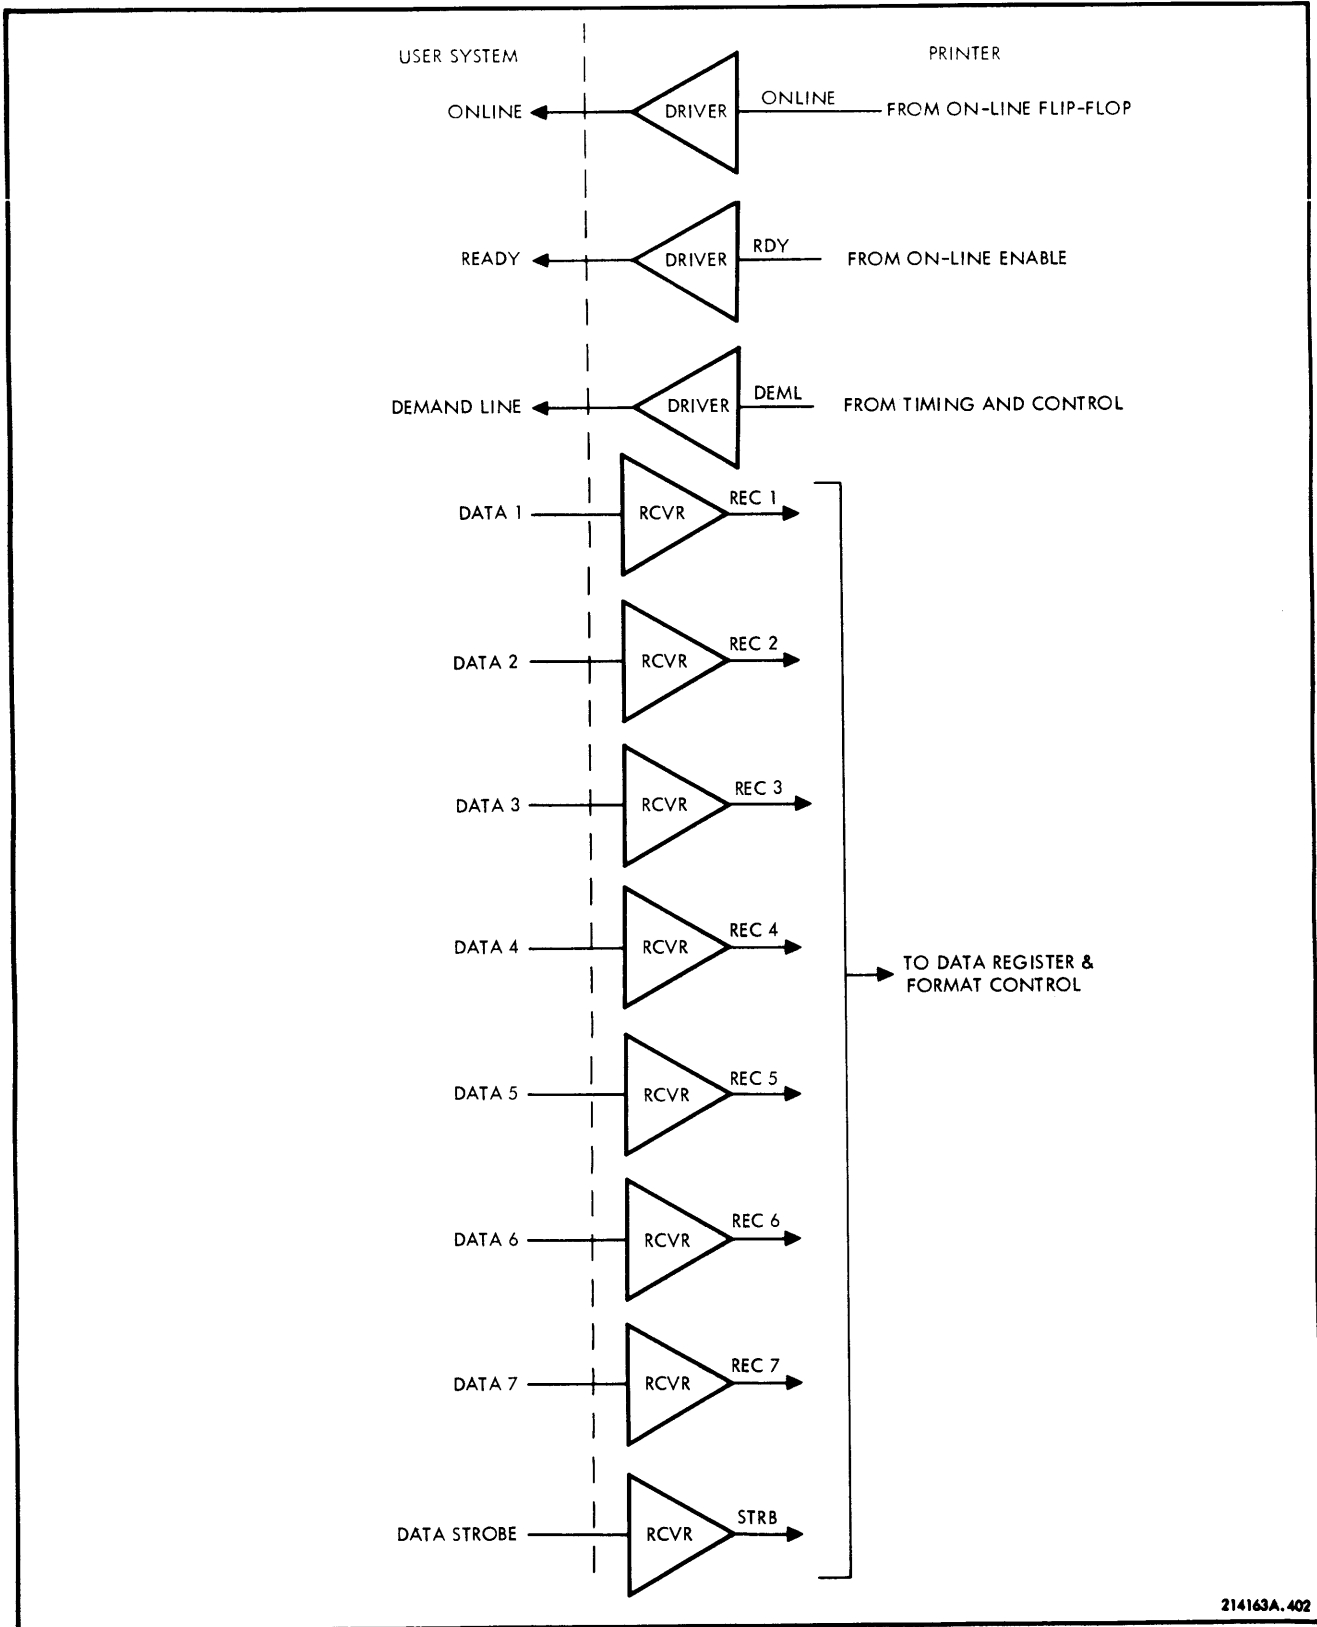 USER SYSTEM
PRINTER
ONLINE
DRIVER
ONLINE
FROM ON-LINE FLIP-FLOP
READY
DRIVER
RDY
FROM ON-LINE ENABLE
DEMAND LINE
DRIVER
DEML
FROM TIMING AND CONTROL
DATA 1
RCVR
REC 1
DATA 2
RCVR
REC 2
DATA 3
RCVR
REC 3
DATA 4
RCVR
REC 4
TO DATA REGISTER &
FORMAT CONTROL
DATA 5
RCVR
REC 5
DATA 6
RCVR
REC 6
DATA 7
RCVR
REC 7
DATA STROBE
RCVR
STRB
214163A.402